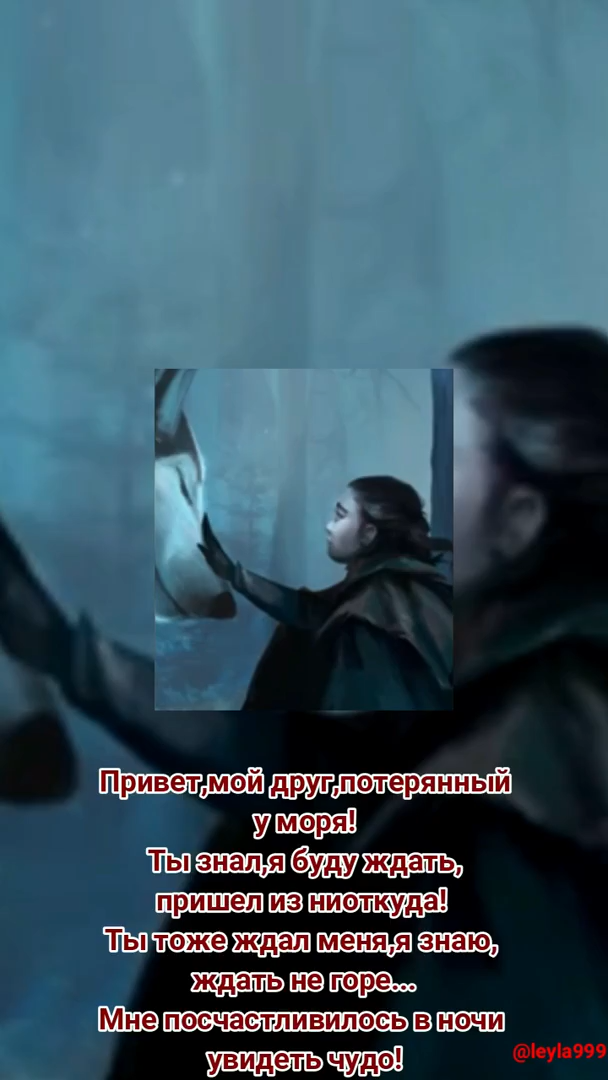 Привет,мой друг,потерянный
у моря!
Ты знал,я буду ждать,
пришел из ниоткуда!
Ты тоже ждал меня,я знаю,
ждать не горе...
Мне посчастливилось в ночи
увидеть чудо!
@leyla999